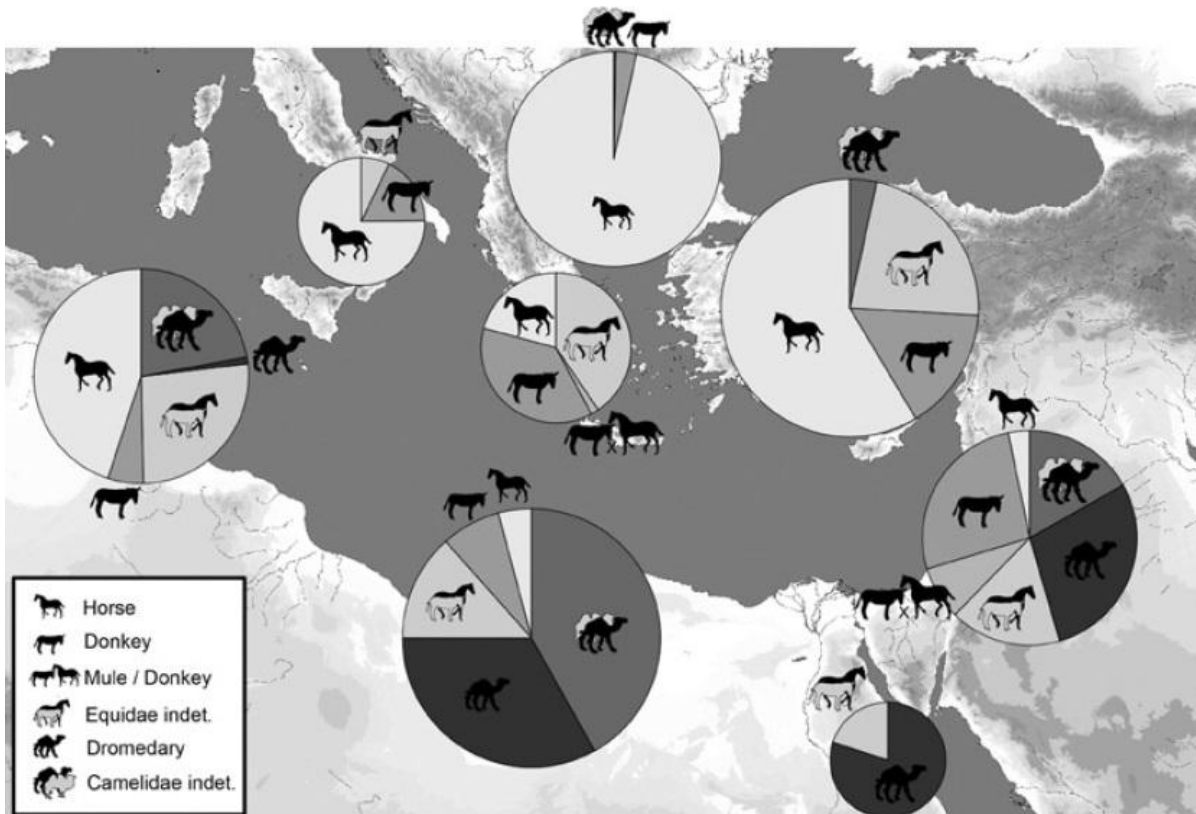 x
x
Horse
Donkey
Mule / Donkey
Equidae indet.
Dromedary
Camelidae indet.